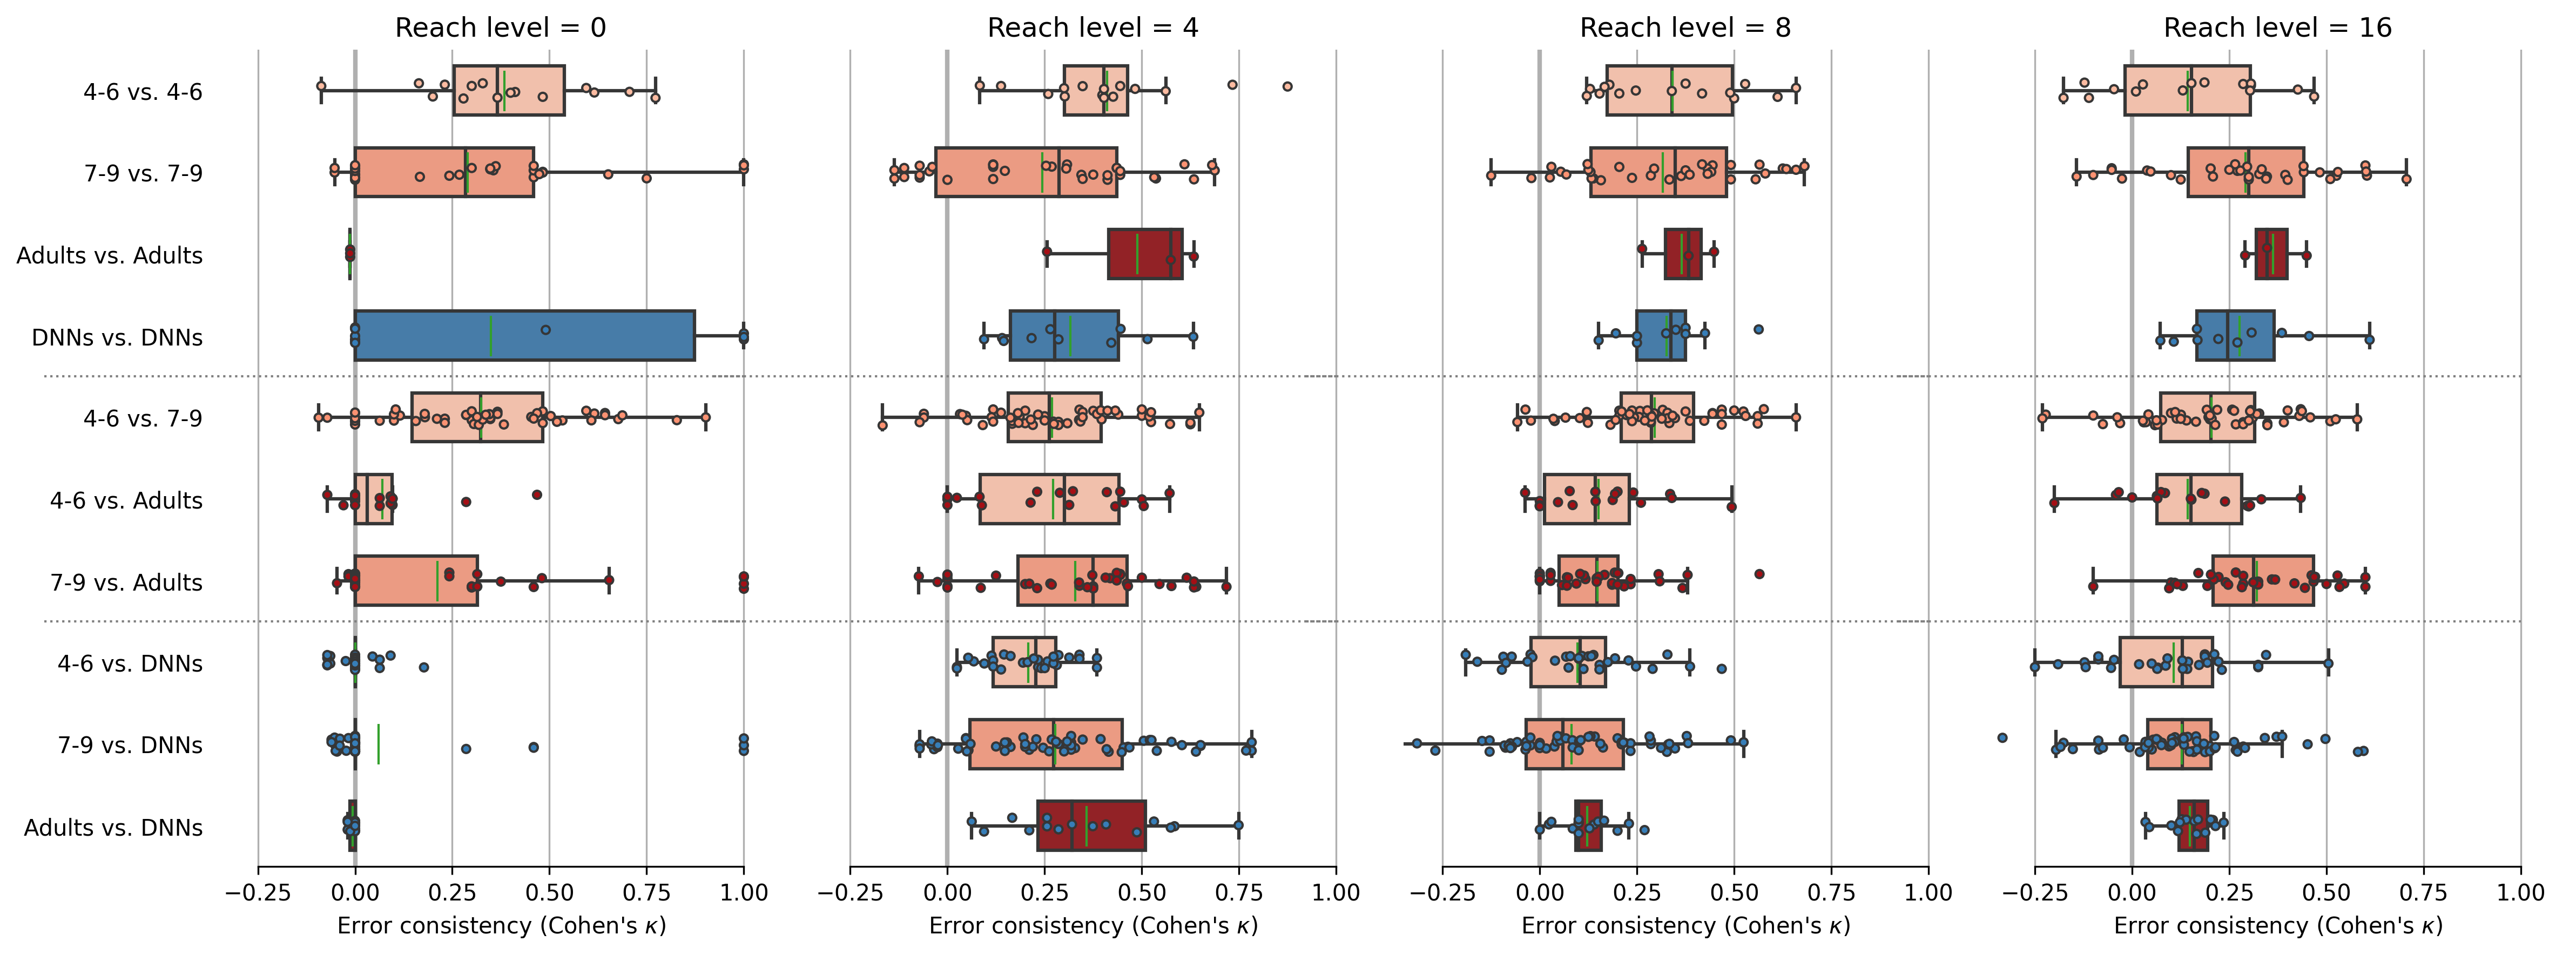 Reach level = 0
Reach level = 4
Reach level = 8
Reach level = 16
4-6 vs. 4-6
7-9 vs. 7-9
Adults vs. Adults
DNNs vs. DNNs
4-6 vs. 7-9
4-6 vs. Adults
7-9 vs. Adults
4-6 vs. DNNs
7-9 vs. DNNs
Adults vs. DNNs
−0.25 0.00 0.25 0.50 0.75 1.00
−0.25 0.00 0.25 0.50 0.75 1.00
−0.25 0.00 0.25 0.50 0.75 1.00
−0.25 0.00 0.25 0.50 0.75 1.00
Error consistency (Cohen's κ)
Error consistency (Cohen's κ)
Error consistency (Cohen's κ)
Error consistency (Cohen's κ)